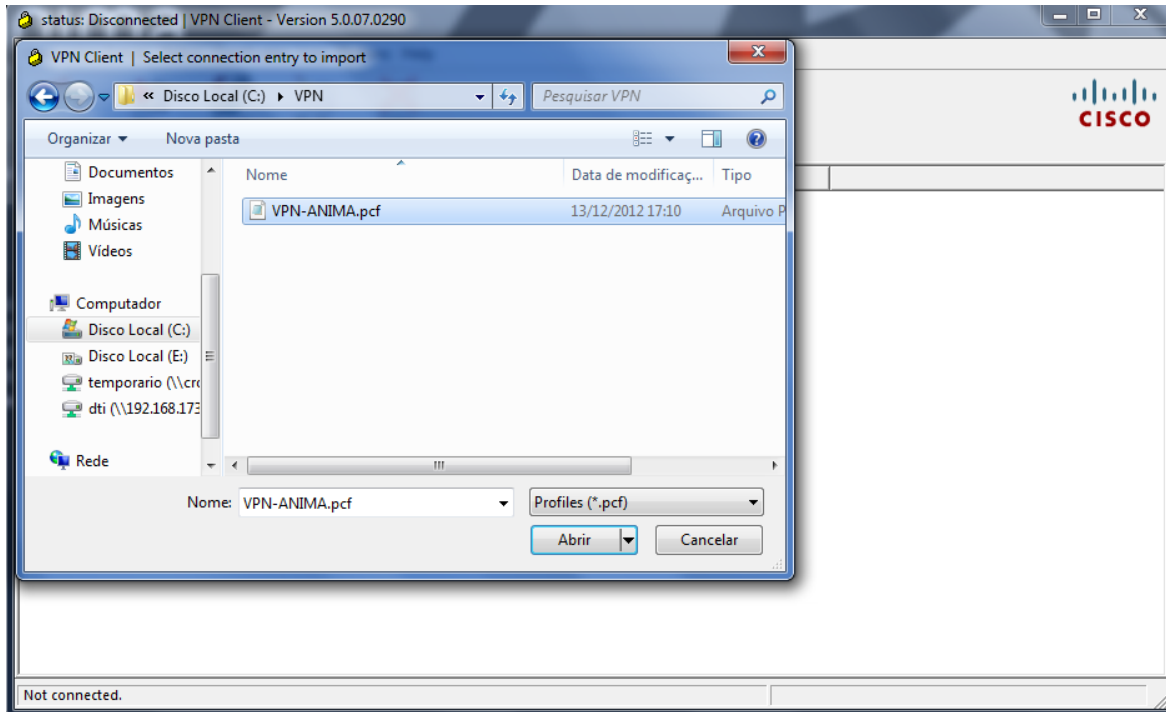 status: Disconnected | VPN Client - Version 5.0.07.0290
VPN Client | Select connection entry to import
« Disco Local (C:) ▸ VPN
Pesquisar VPN
CISCO
Organizar
Nova pasta
Documentos
Imagens
Músicas
Vídeos
Computador
Disco Local (C:)
Disco Local (E:)
temporario (\\crc
dti (\\192.168.173
Rede
Nome Data de modificaç... Tipo
VPN-ANIMA.pcf 13/12/2012 17:10 Arquivo P
Nome: VPN-ANIMA.pcf Profiles (*.pcf)
Abrir Cancelar
Not connected.